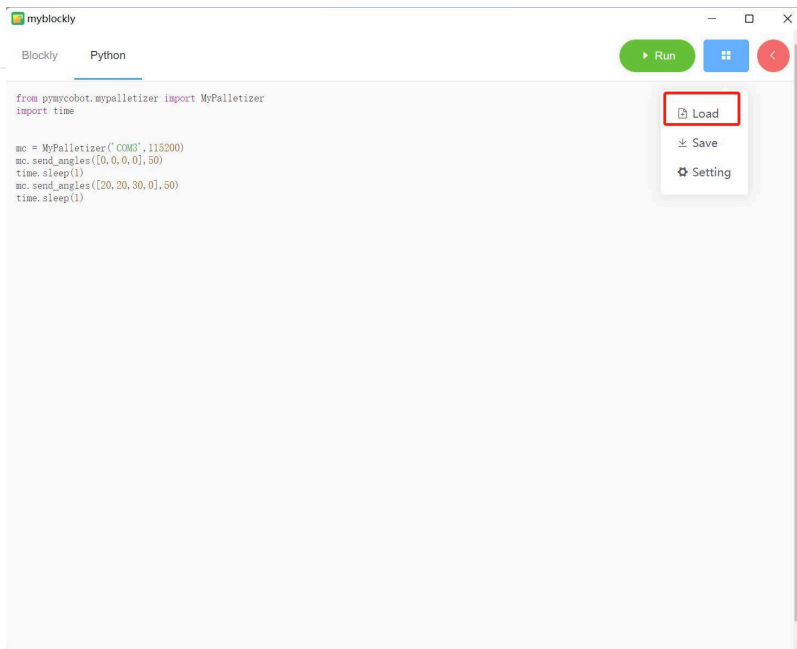 myblockly
Blockly Python Run
from pymycobot.mypalletizer import MyPalletizer
import time
mc = MyPalletizer('COM3',115200)
mc.send_angles([0,0,0,0],50)
time.sleep(1)
mc.send_angles([20,20,30,0],50)
time.sleep(1)
Load
Save
Setting